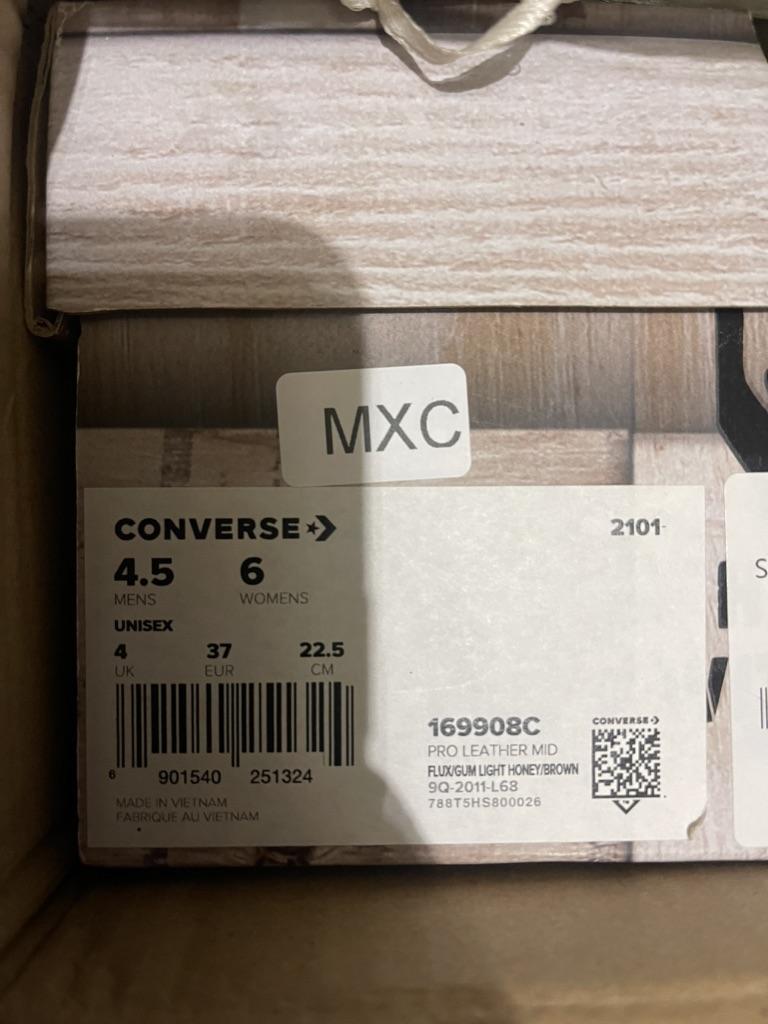 MXC
CONVERSE
2101-
4.5 6
MENS WOMENS
UNISEX
4 37 22.5
UK EUR CM
6 901540 251324
MADE IN VIETNAM
FABRIQUE AU VIETNAM
169908C
PRO LEATHER MID
FLUX/GUM LIGHT HONEY/BROWN
9Q-2011-L68
788T5HS800026
CONVERSE
S